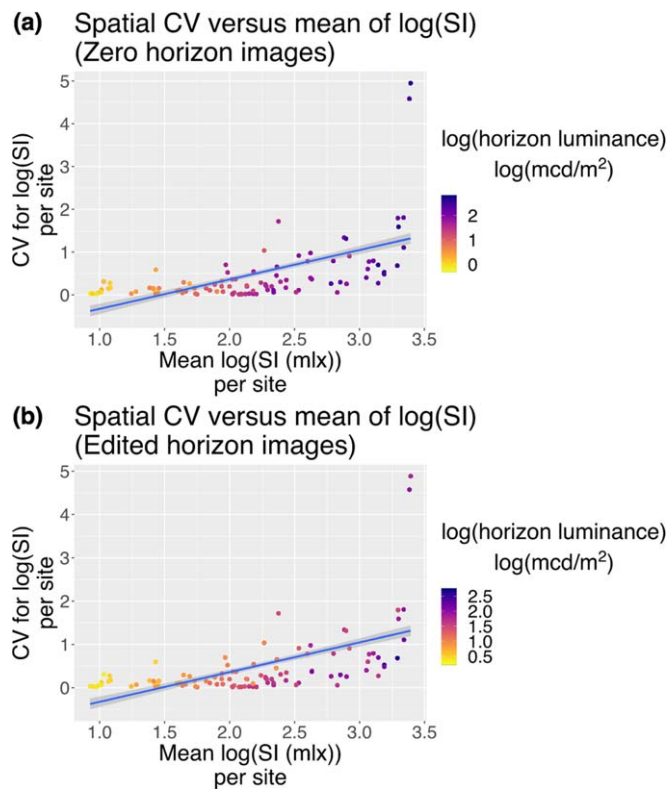 (a) Spatial CV versus mean of log(SI)
(Zero horizon images)
CV for log(SI)
per site
5
4
3
2
1
0
1.0 1.5 2.0 2.5 3.0 3.5
Mean log(SI (mlx))
per site
log(horizon luminance)
log(mcd/m²)
2
1
0
(b) Spatial CV versus mean of log(SI)
(Edited horizon images)
CV for log(SI)
per site
5
4
3
2
1
0
1.0 1.5 2.0 2.5 3.0 3.5
Mean log(SI (mlx))
per site
log(horizon luminance)
log(mcd/m²)
2.5
2.0
1.5
1.0
0.5